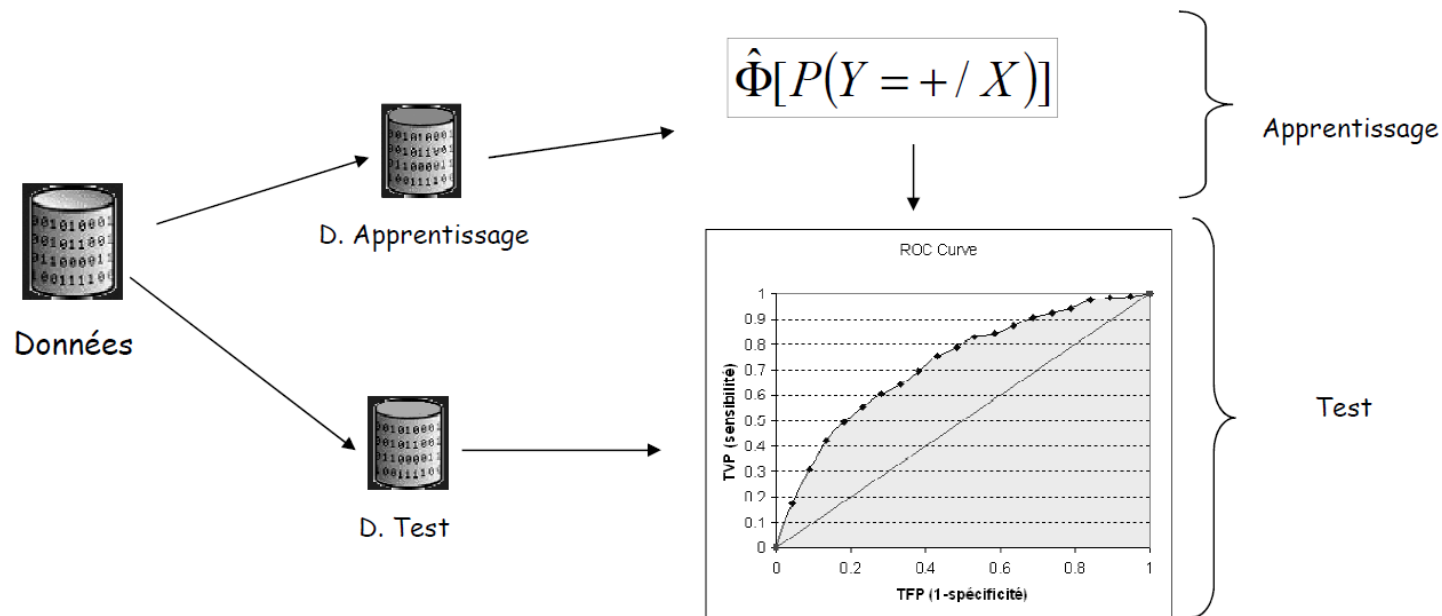 Φ̂[P(Y = + / X)]
Apprentissage
D. Apprentissage
Données
D. Test
Test
ROC Curve
TVP (sensibilité)
1
0.9
0.8
0.7
0.6
0.5
0.4
0.3
0.2
0.1
0
0 0.2 0.4 0.6 0.8 1
TFP (1-spécificité)